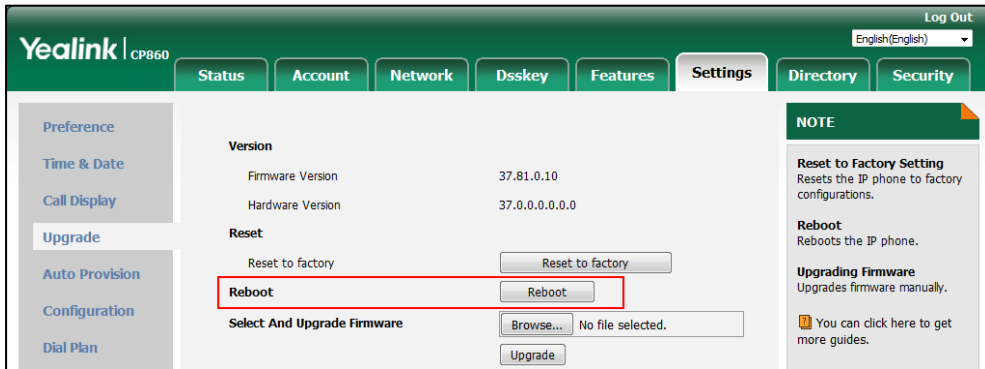 Log Out
Yealink CP860
English(English)
Status Account Network Dsskey Features Settings Directory Security
Preference
Time & Date
Call Display
Upgrade
Auto Provision
Configuration
Dial Plan
Version
Firmware Version 37.81.0.10
Hardware Version 37.0.0.0.0.0.0
Reset
Reset to factory Reset to factory
Reboot Reboot
Select And Upgrade Firmware Browse... No file selected.
Upgrade
NOTE
Reset to Factory Setting
Resets the IP phone to factory
configurations.
Reboot
Reboots the IP phone.
Upgrading Firmware
Upgrades firmware manually.
You can click here to get
more guides.